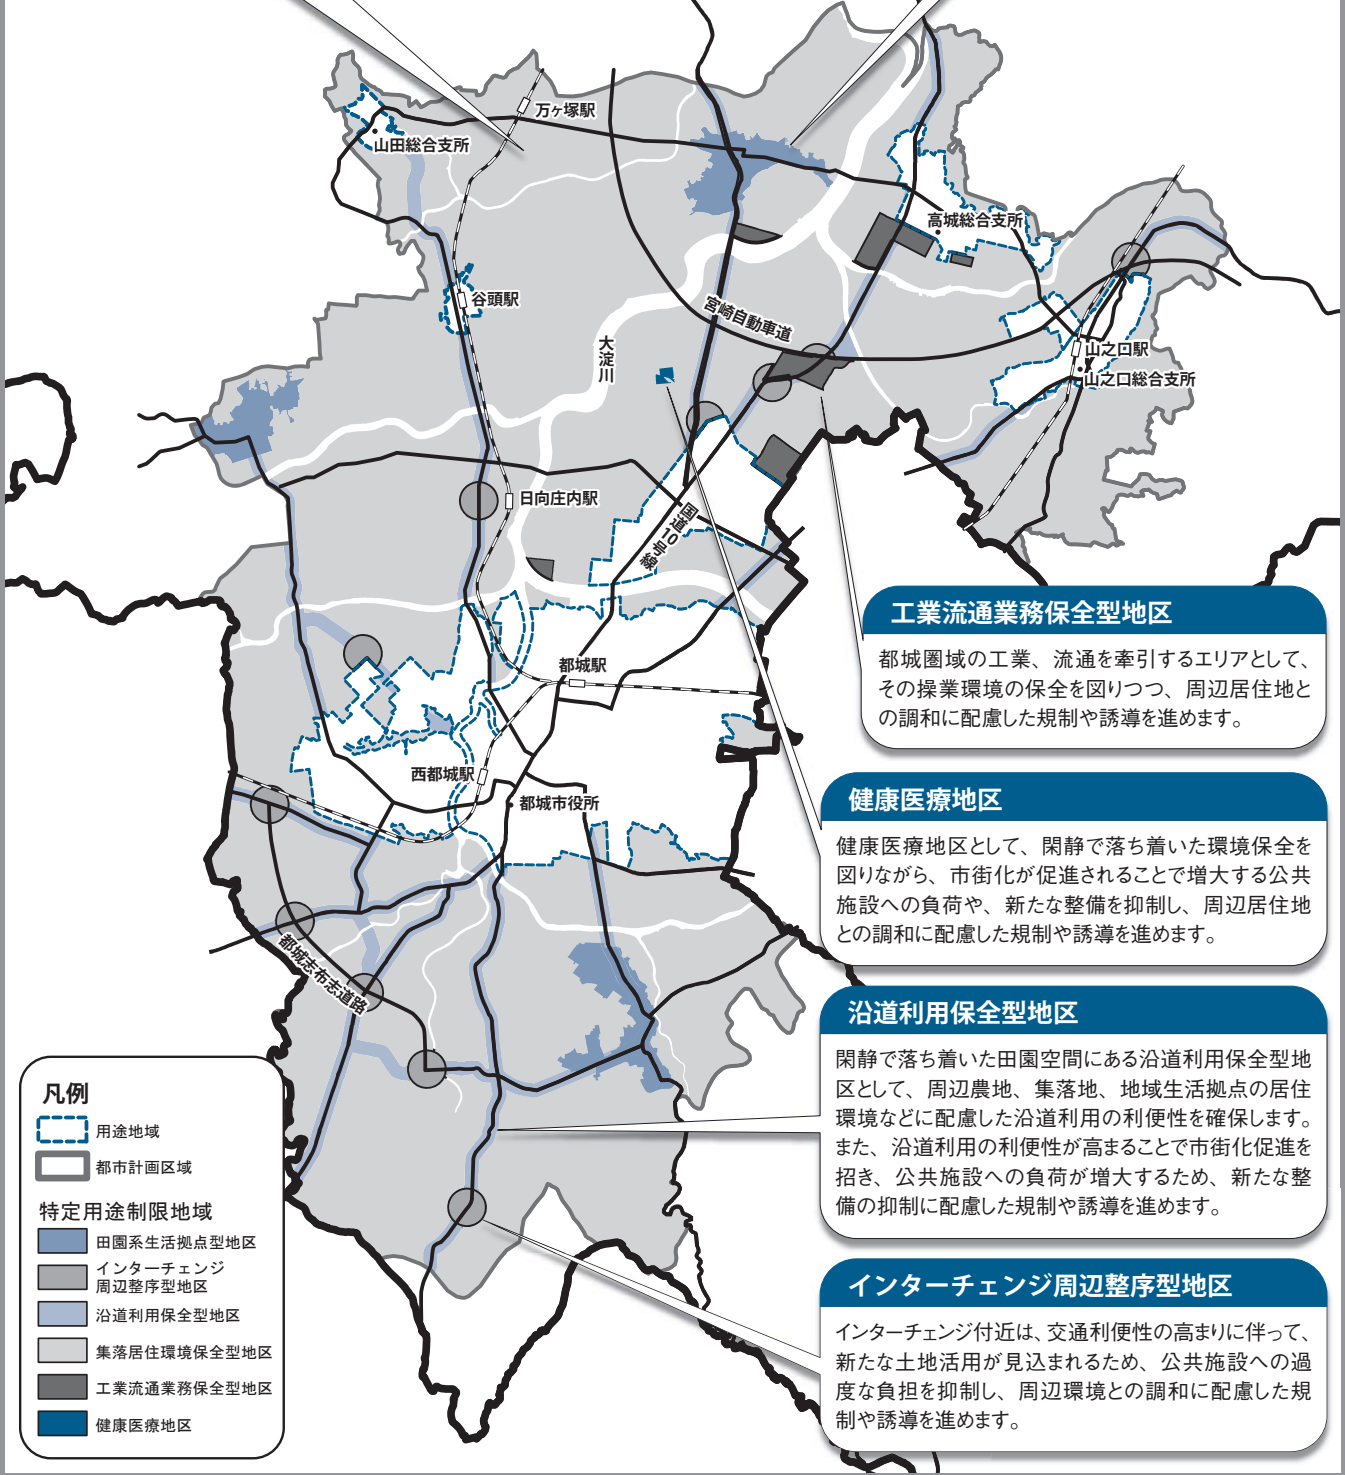 万ヶ塚駅
山田総合支所
高城総合支所
谷頭駅
宮崎自動車道
大淀川
山之口駅
山之口総合支所
日向庄内駅
国道10号線
都城駅
西都城駅
都城市役所
都城志布志道路
工業流通業務保全型地区
都城圏域の工業、流通を牽引するエリアとして、
その操業環境の保全を図りつつ、周辺居住地と
の調和に配慮した規制や誘導を進めます。
健康医療地区
健康医療地区として、閑静で落ち着いた環境保全を
図りながら、市街化が促進されることで増大する公共
施設への負荷や、新たな整備を抑制し、周辺居住地
との調和に配慮した規制や誘導を進めます。
沿道利用保全型地区
閑静で落ち着いた田園空間にある沿道利用保全型地
区として、周辺農地、集落地、地域生活拠点の居住
環境などに配慮した沿道利用の利便性を確保します。
また、沿道利用の利便性が高まることで市街化促進を
招き、公共施設への負荷が増大するため、新たな整
備の抑制に配慮した規制や誘導を進めます。
インターチェンジ周辺整序型地区
インターチェンジ付近は、交通利便性の高まりに伴って、
新たな土地活用が見込まれるため、公共施設への過
度な負担を抑制し、周辺環境との調和に配慮した規
制や誘導を進めます。
凡例
用途地域
都市計画区域
特定用途制限地域
田園系生活拠点型地区
インターチェンジ
周辺整序型地区
沿道利用保全型地区
集落居住環境保全型地区
工業流通業務保全型地区
健康医療地区